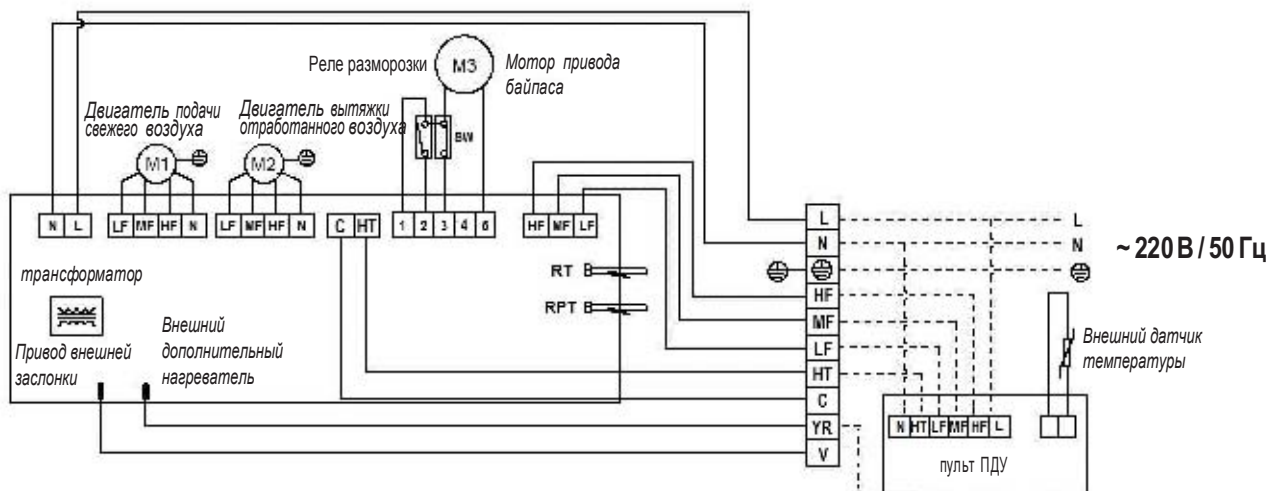 Реле разморозки
M3
Мотор привода
байпаса
Двигатель подачи
свежего воздуха
Двигатель вытяжки
отработанного воздуха
BW
M1
M2
N L
LF MF HF N
LF MF HF N
C HT
1 2 3 4 6
HF MF LF
L
N
HF
MF
LF
HT
C
YR
V
L
N
~ 220 В / 50 Гц
RT
RPT
трансформатор
Привод внешней
заслонки
Внешний
дополнительный
нагреватель
Внешний датчик
температуры
N HT LF MF HF L
пульт ПДУ